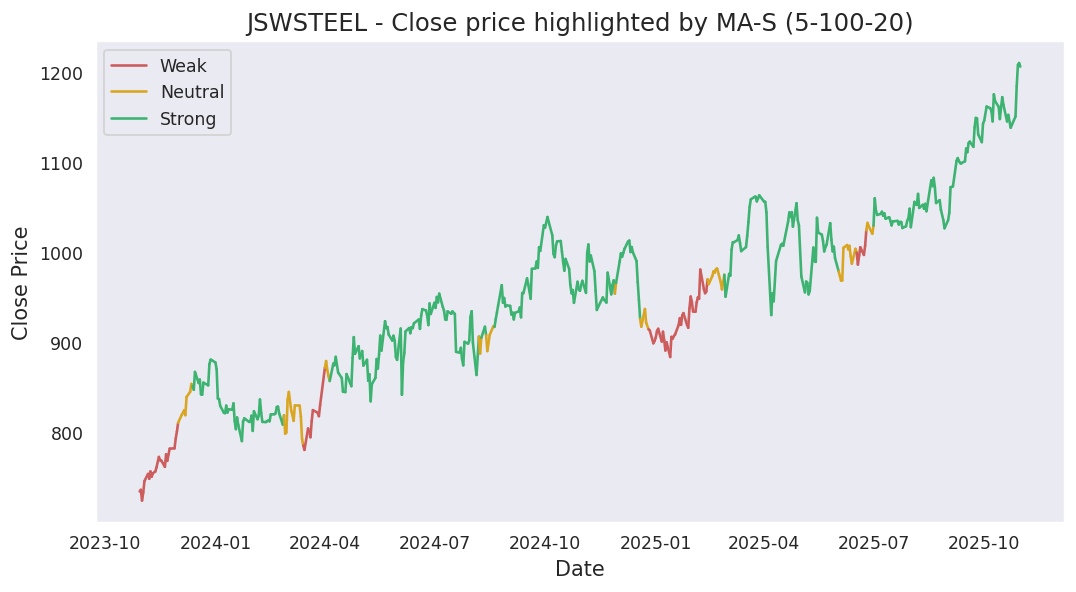 JSWSTEEL - Close price highlighted by MA-S (5-100-20)
Weak
Neutral
Strong
Close Price
1200
1100
1000
900
800
2023-10 2024-01 2024-04 2024-07 2024-10 2025-01 2025-04 2025-07 2025-10
Date